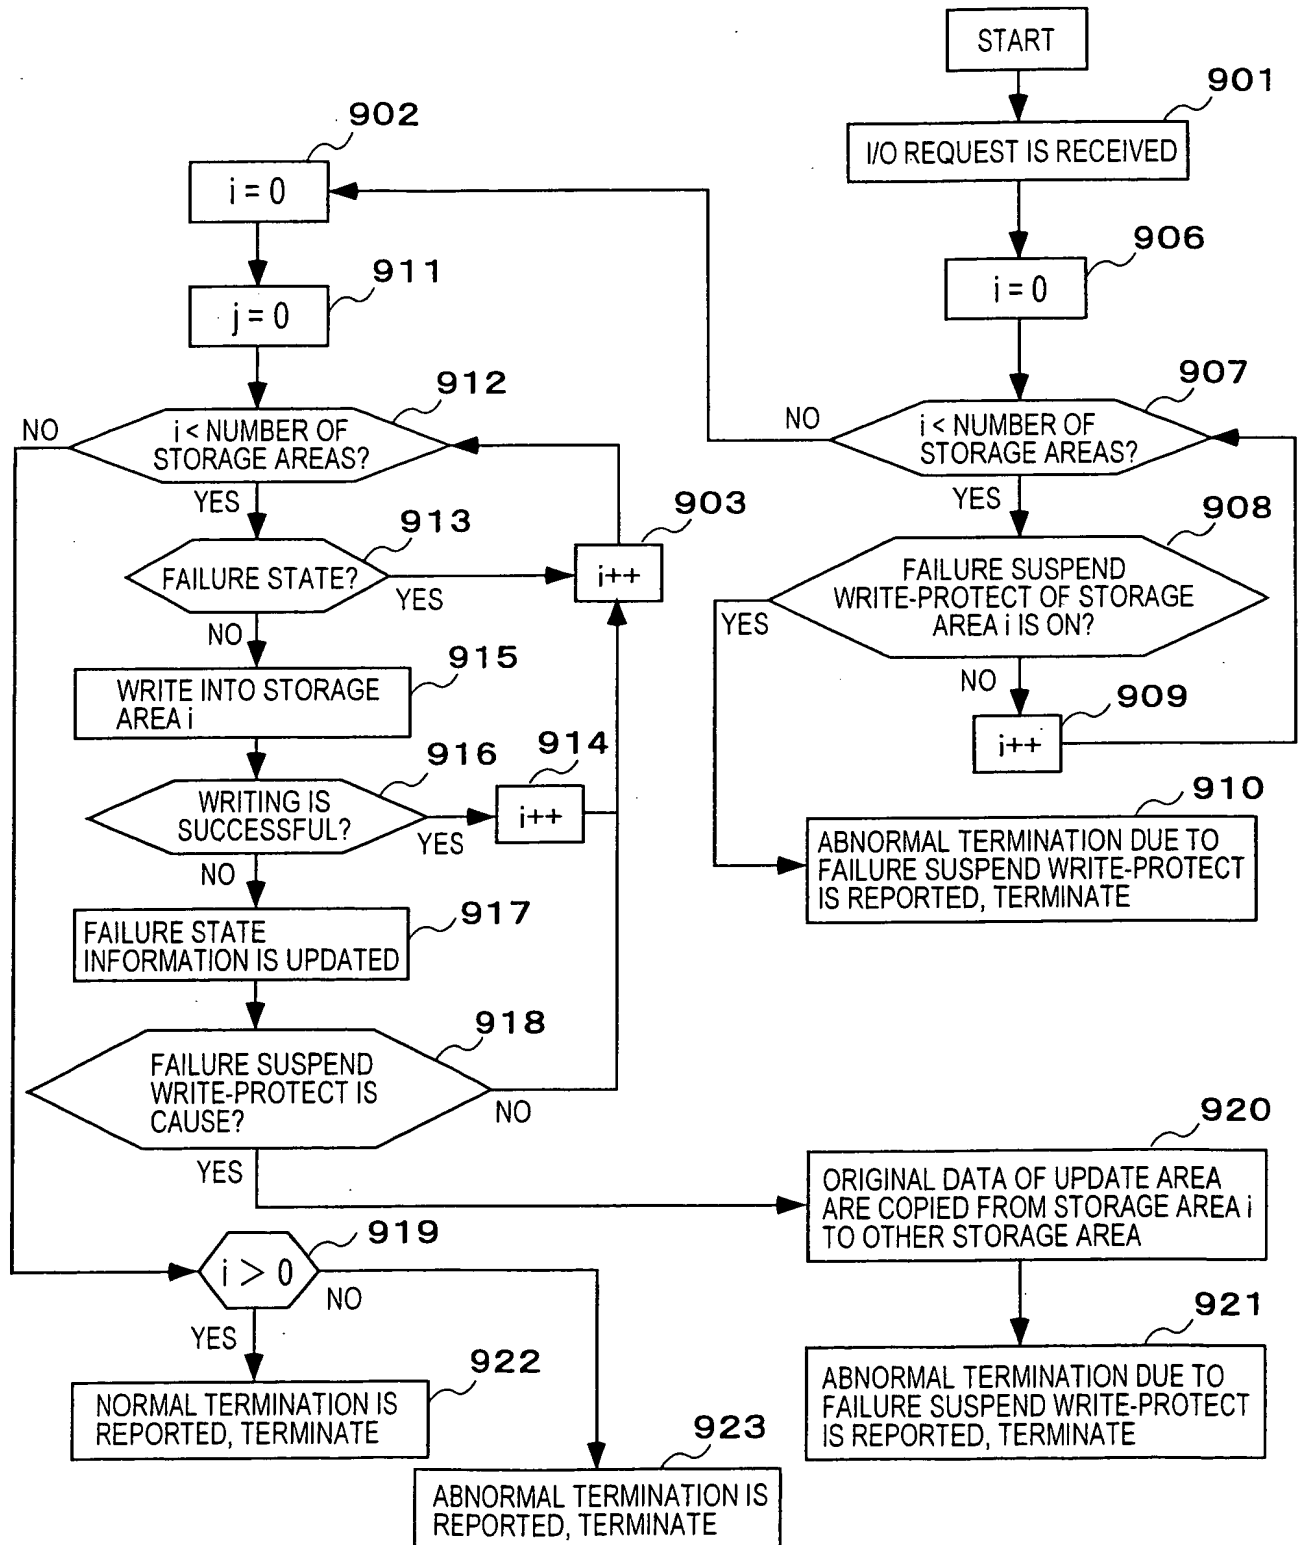 START
901
I/O REQUEST IS RECEIVED
902
i = 0
906
i = 0
911
j = 0
907
i < NUMBER OF
STORAGE AREAS?
NO
YES
912
i < NUMBER OF
STORAGE AREAS?
NO
YES
903
i++
908
FAILURE SUSPEND
WRITE-PROTECT OF STORAGE
AREA i IS ON?
YES
NO
913
FAILURE STATE?
YES
NO
909
i++
915
WRITE INTO STORAGE
AREA i
916
WRITING IS
SUCCESSFUL?
YES
NO
914
i++
910
ABNORMAL TERMINATION DUE TO
FAILURE SUSPEND WRITE-PROTECT
IS REPORTED, TERMINATE
917
FAILURE STATE
INFORMATION IS UPDATED
918
FAILURE SUSPEND
WRITE-PROTECT IS
CAUSE?
NO
YES
920
ORIGINAL DATA OF UPDATE AREA
ARE COPIED FROM STORAGE AREA i
TO OTHER STORAGE AREA
919
i > 0
NO
YES
921
ABNORMAL TERMINATION DUE TO
FAILURE SUSPEND WRITE-PROTECT
IS REPORTED, TERMINATE
922
NORMAL TERMINATION IS
REPORTED, TERMINATE
923
ABNORMAL TERMINATION IS
REPORTED, TERMINATE